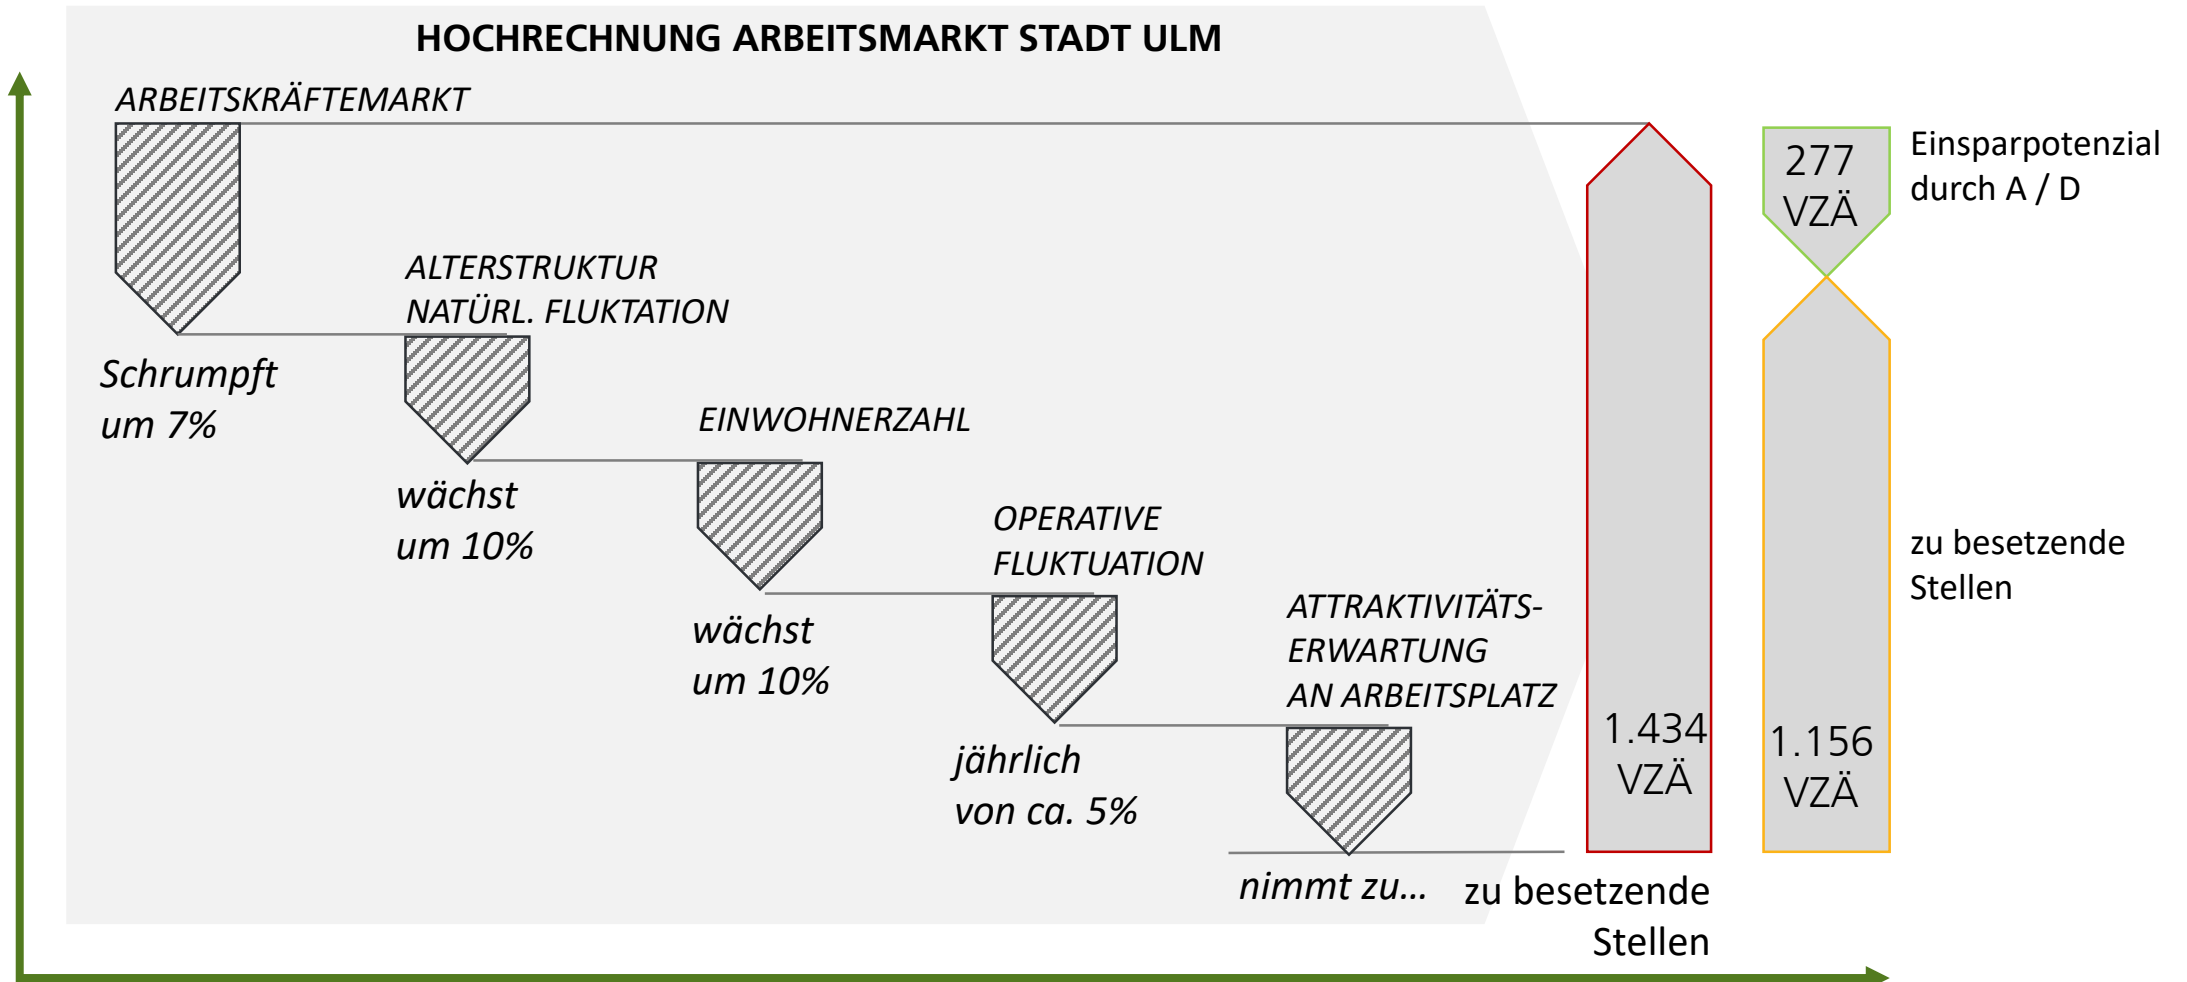 HOCHRECHNUNG ARBEITSMARKT STADT ULM
ARBEITSKRÄFTEMARKT
Schrumpft
um 7%
ALTERSTRUKTUR
NATÜRL. FLUKTATION
wächst
um 10%
EINWOHNERZAHL
wächst
um 10%
OPERATIVE
FLUKTUATION
jährlich
von ca. 5%
ATTRAKTIVITÄTS-
ERWARTUNG
AN ARBEITSPLATZ
nimmt zu...
1.434
VZÄ
zu besetzende
Stellen
277
VZÄ
Einsparpotenzial
durch A / D
1.156
VZÄ
zu besetzende
Stellen